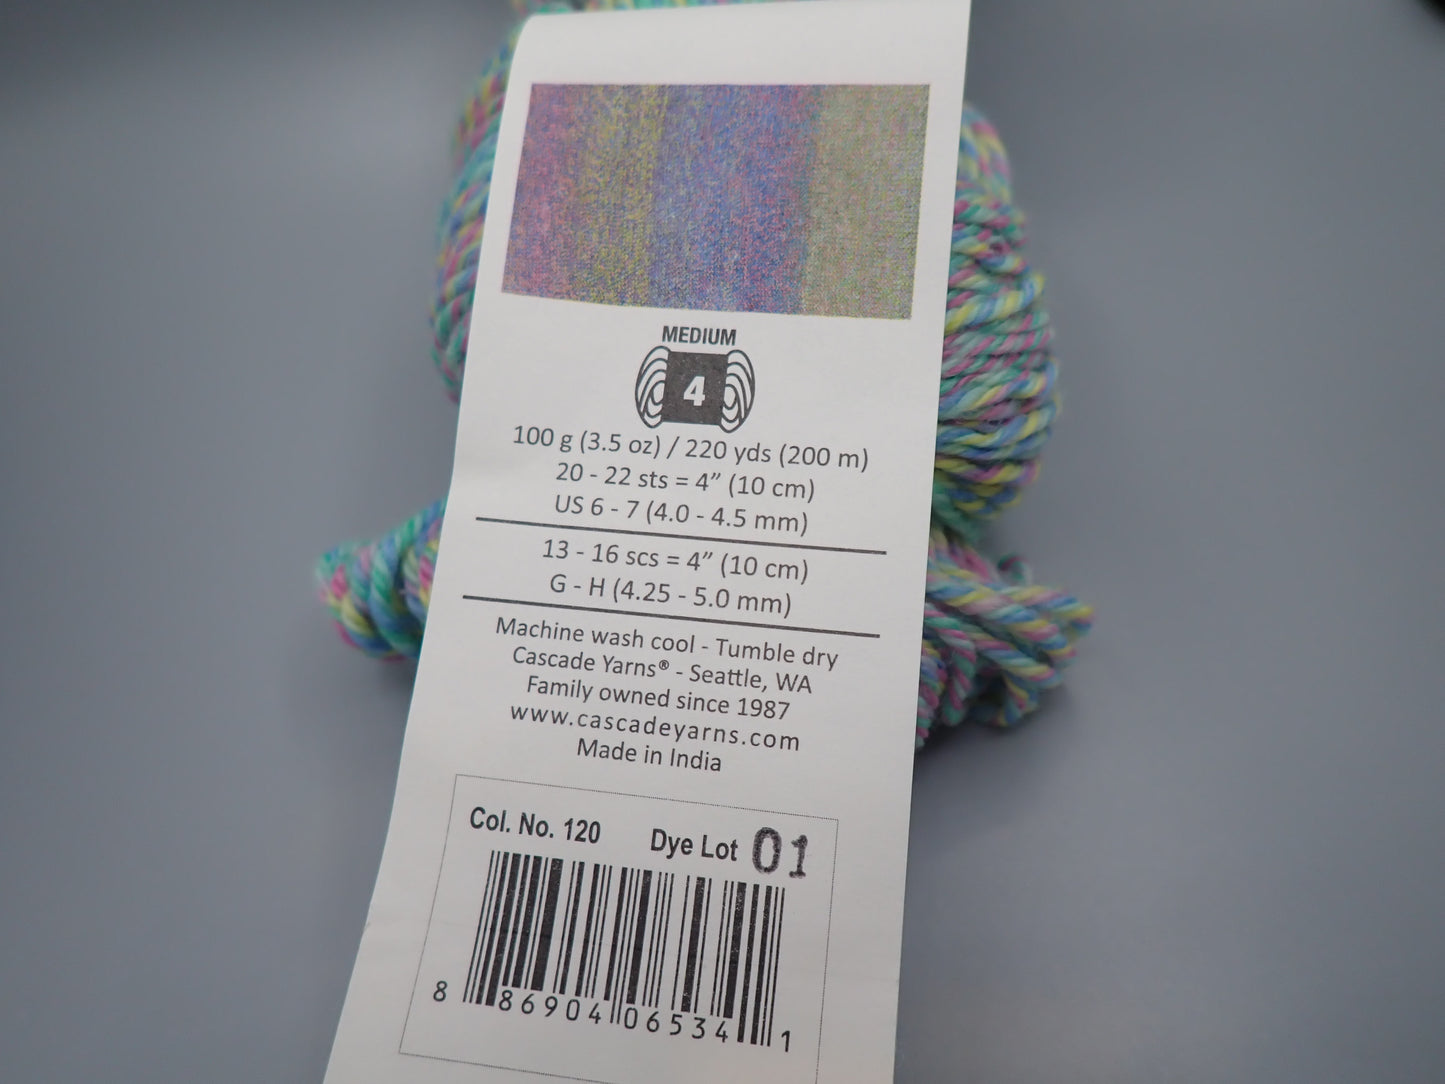 MEDIUM
4
100 g (3.5 oz) / 220 yds (200 m)
20 - 22 sts = 4” (10 cm)
US 6 - 7 (4.0 - 4.5 mm)
13 - 16 scs = 4” (10 cm)
G - H (4.25 - 5.0 mm)
Machine wash cool - Tumble dry
Cascade Yarns® - Seattle, WA
Family owned since 1987
www.cascadeyarns.com
Made in India
Col. No. 120 Dye Lot 01
8 86904 06534 1